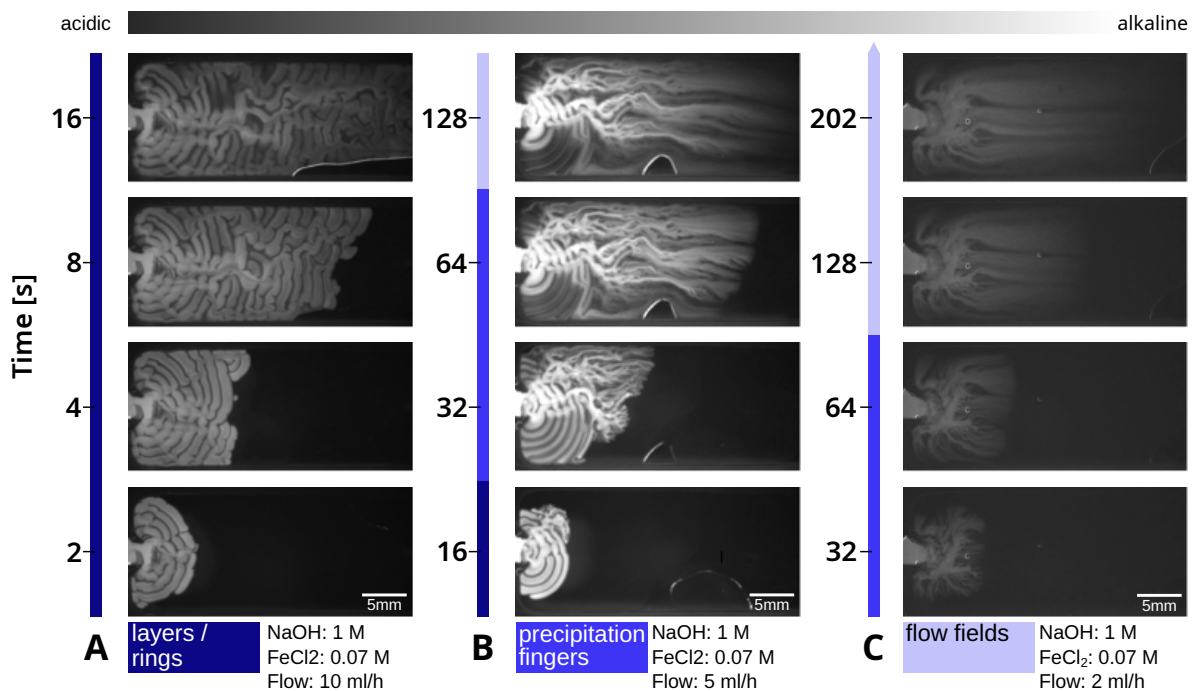 acidic
alkaline
Time [s]
16
8
4
2
5mm
A
layers /
rings
NaOH: 1 M
FeCl2: 0.07 M
Flow: 10 ml/h
128
64
32
16
5mm
B
precipitation
fingers
NaOH: 1 M
FeCl2: 0.07 M
Flow: 5 ml/h
202
128
64
32
5mm
C
flow fields
NaOH: 1 M
FeCl₂: 0.07 M
Flow: 2 ml/h